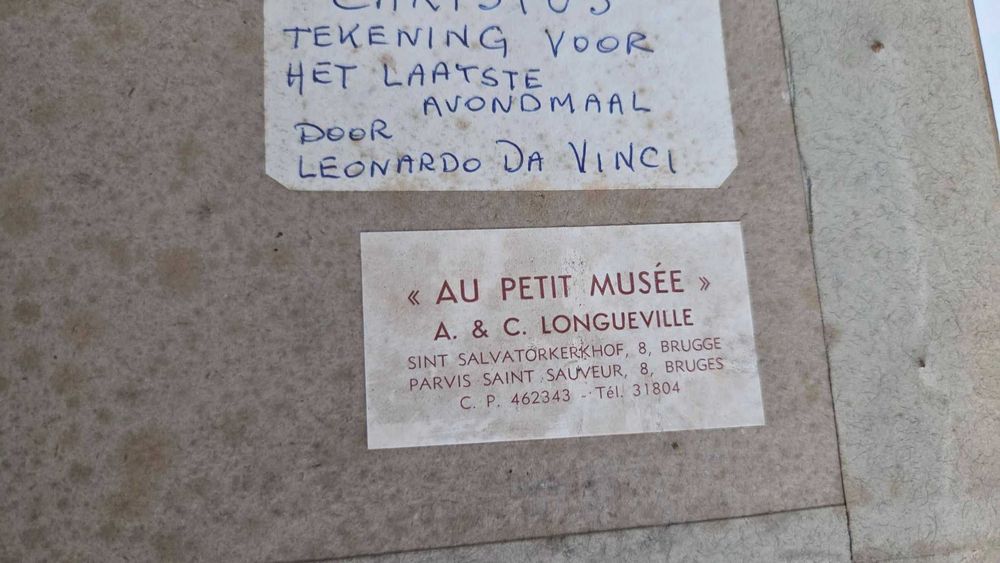 CHRISTUS
TEKENING VOOR
HET LAATSTE
AVONDMAAL
DOOR
LEONARDO DA VINCI
« AU PETIT MUSÉE »
A. & C. LONGUEVILLE
SINT SALVATORKERKHOF, 8, BRUGGE
PARVIS SAINT SAUVEUR, 8, BRUGES
C. P. 462343 - Tél. 31804